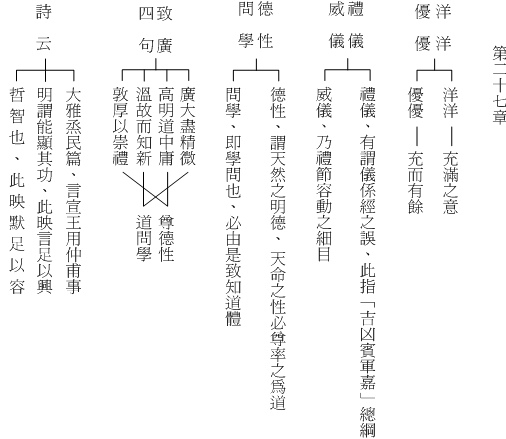 第二十七章
洋洋優優
洋洋 — 充滿之意
優優 — 充而有餘
禮儀威儀
禮儀、有謂儀係經之誤、此指「吉凶賓軍嘉」總綱
威儀、乃禮節容動之細目
德性問學
德性、謂天然之明德、天命之性必尊率之爲道
問學、即學問也、必由是致知道體
致廣四句
廣大盡精微
高明道中庸
溫故而知新
敦厚以崇禮
尊德性
道問學
詩云
大雅烝民篇、言宣王用仲甫事
明謂能顯其功、此映言足以興
哲智也、此映默足以容